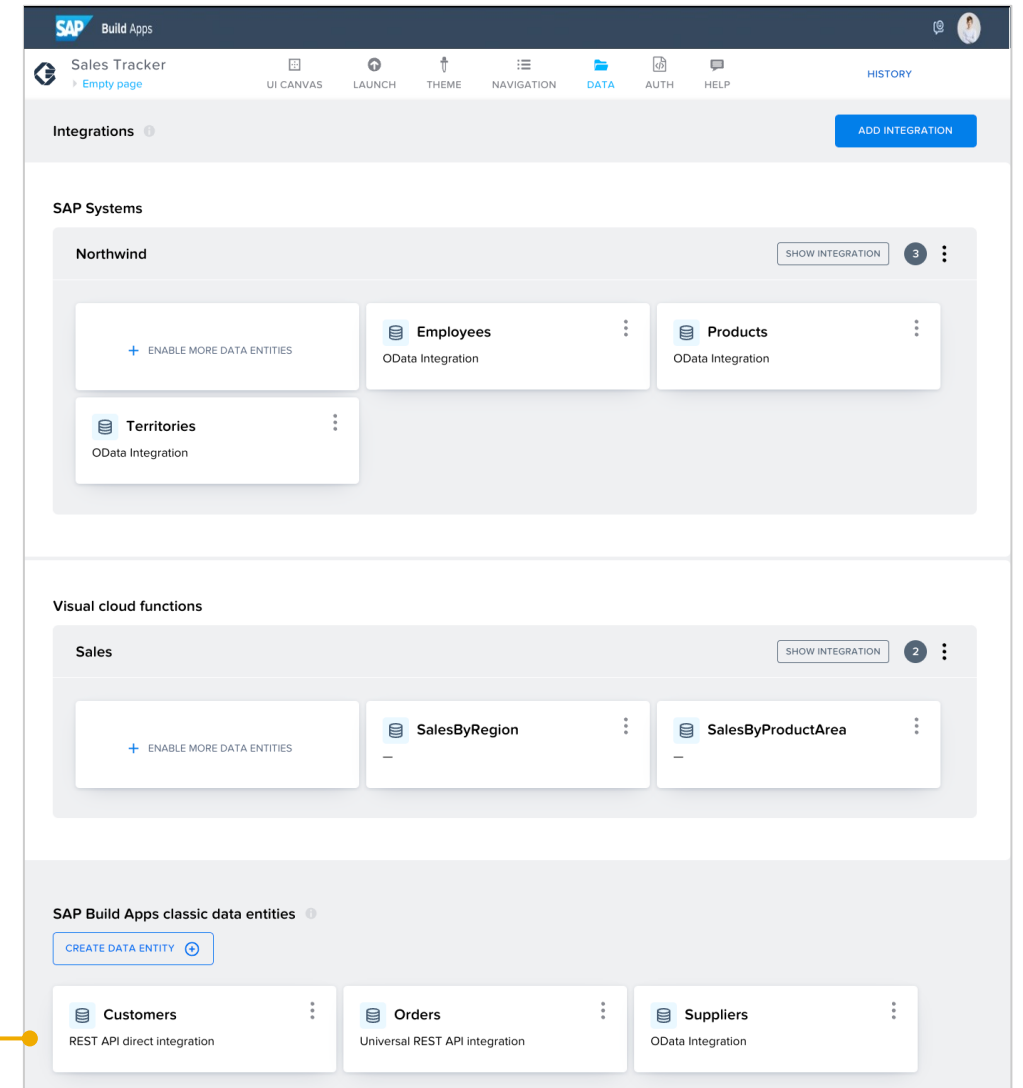 SAP Build Apps
Sales Tracker
Empty page
UI CANVAS
LAUNCH
THEME
NAVIGATION
DATA
AUTH
HELP
HISTORY
Integrations
ADD INTEGRATION
SAP Systems
Northwind
SHOW INTEGRATION
3
+ ENABLE MORE DATA ENTITIES
Employees
OData Integration
Products
OData Integration
Territories
OData Integration
Visual cloud functions
Sales
SHOW INTEGRATION
2
+ ENABLE MORE DATA ENTITIES
SalesByRegion
—
SalesByProductArea
—
SAP Build Apps classic data entities
CREATE DATA ENTITY
Customers
REST API direct integration
Orders
Universal REST API integration
Suppliers
OData Integration